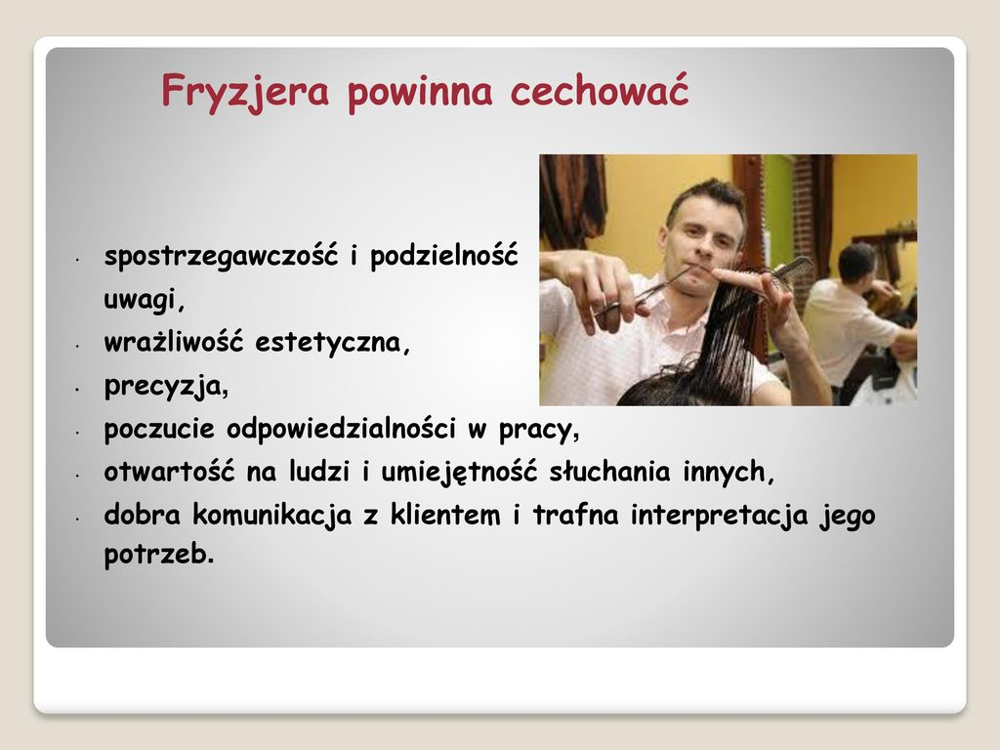 Fryzjera powinna cechować
• spostrzegawczość i podzielność
uwagi,
• wrażliwość estetyczna,
• precyzja,
• poczucie odpowiedzialności w pracy,
• otwartość na ludzi i umiejętność słuchania innych,
• dobra komunikacja z klientem i trafna interpretacja jego
potrzeb.